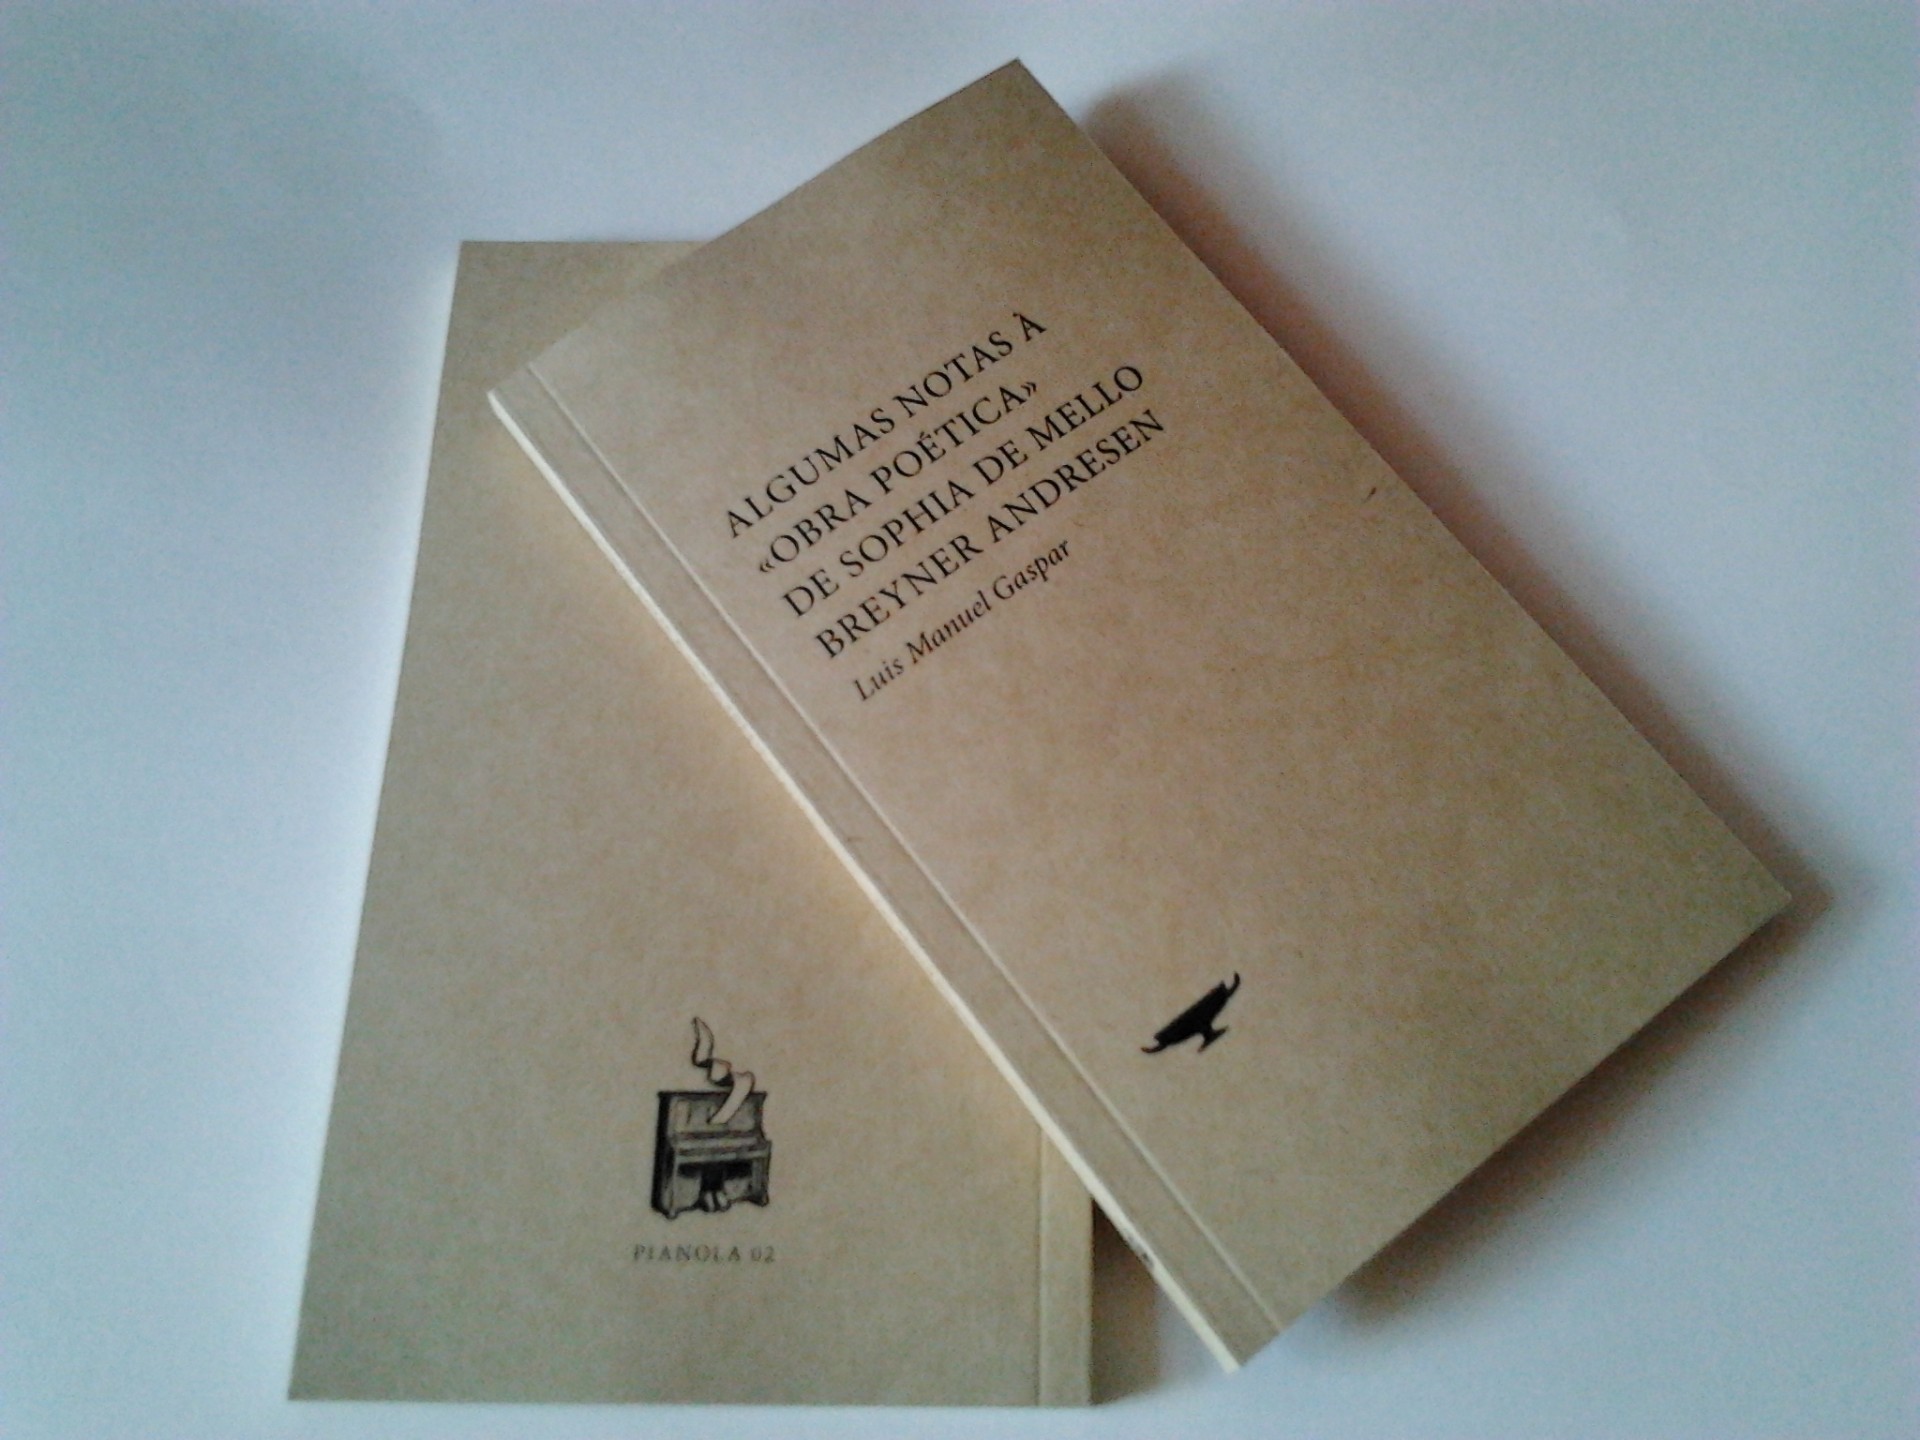 ALGUMAS NOTAS À
«OBRA POÉTICA»
DE SOPHIA DE MELLO
BREYNER ANDRESEN
Luis Manuel Gaspar
PIANOLA 02